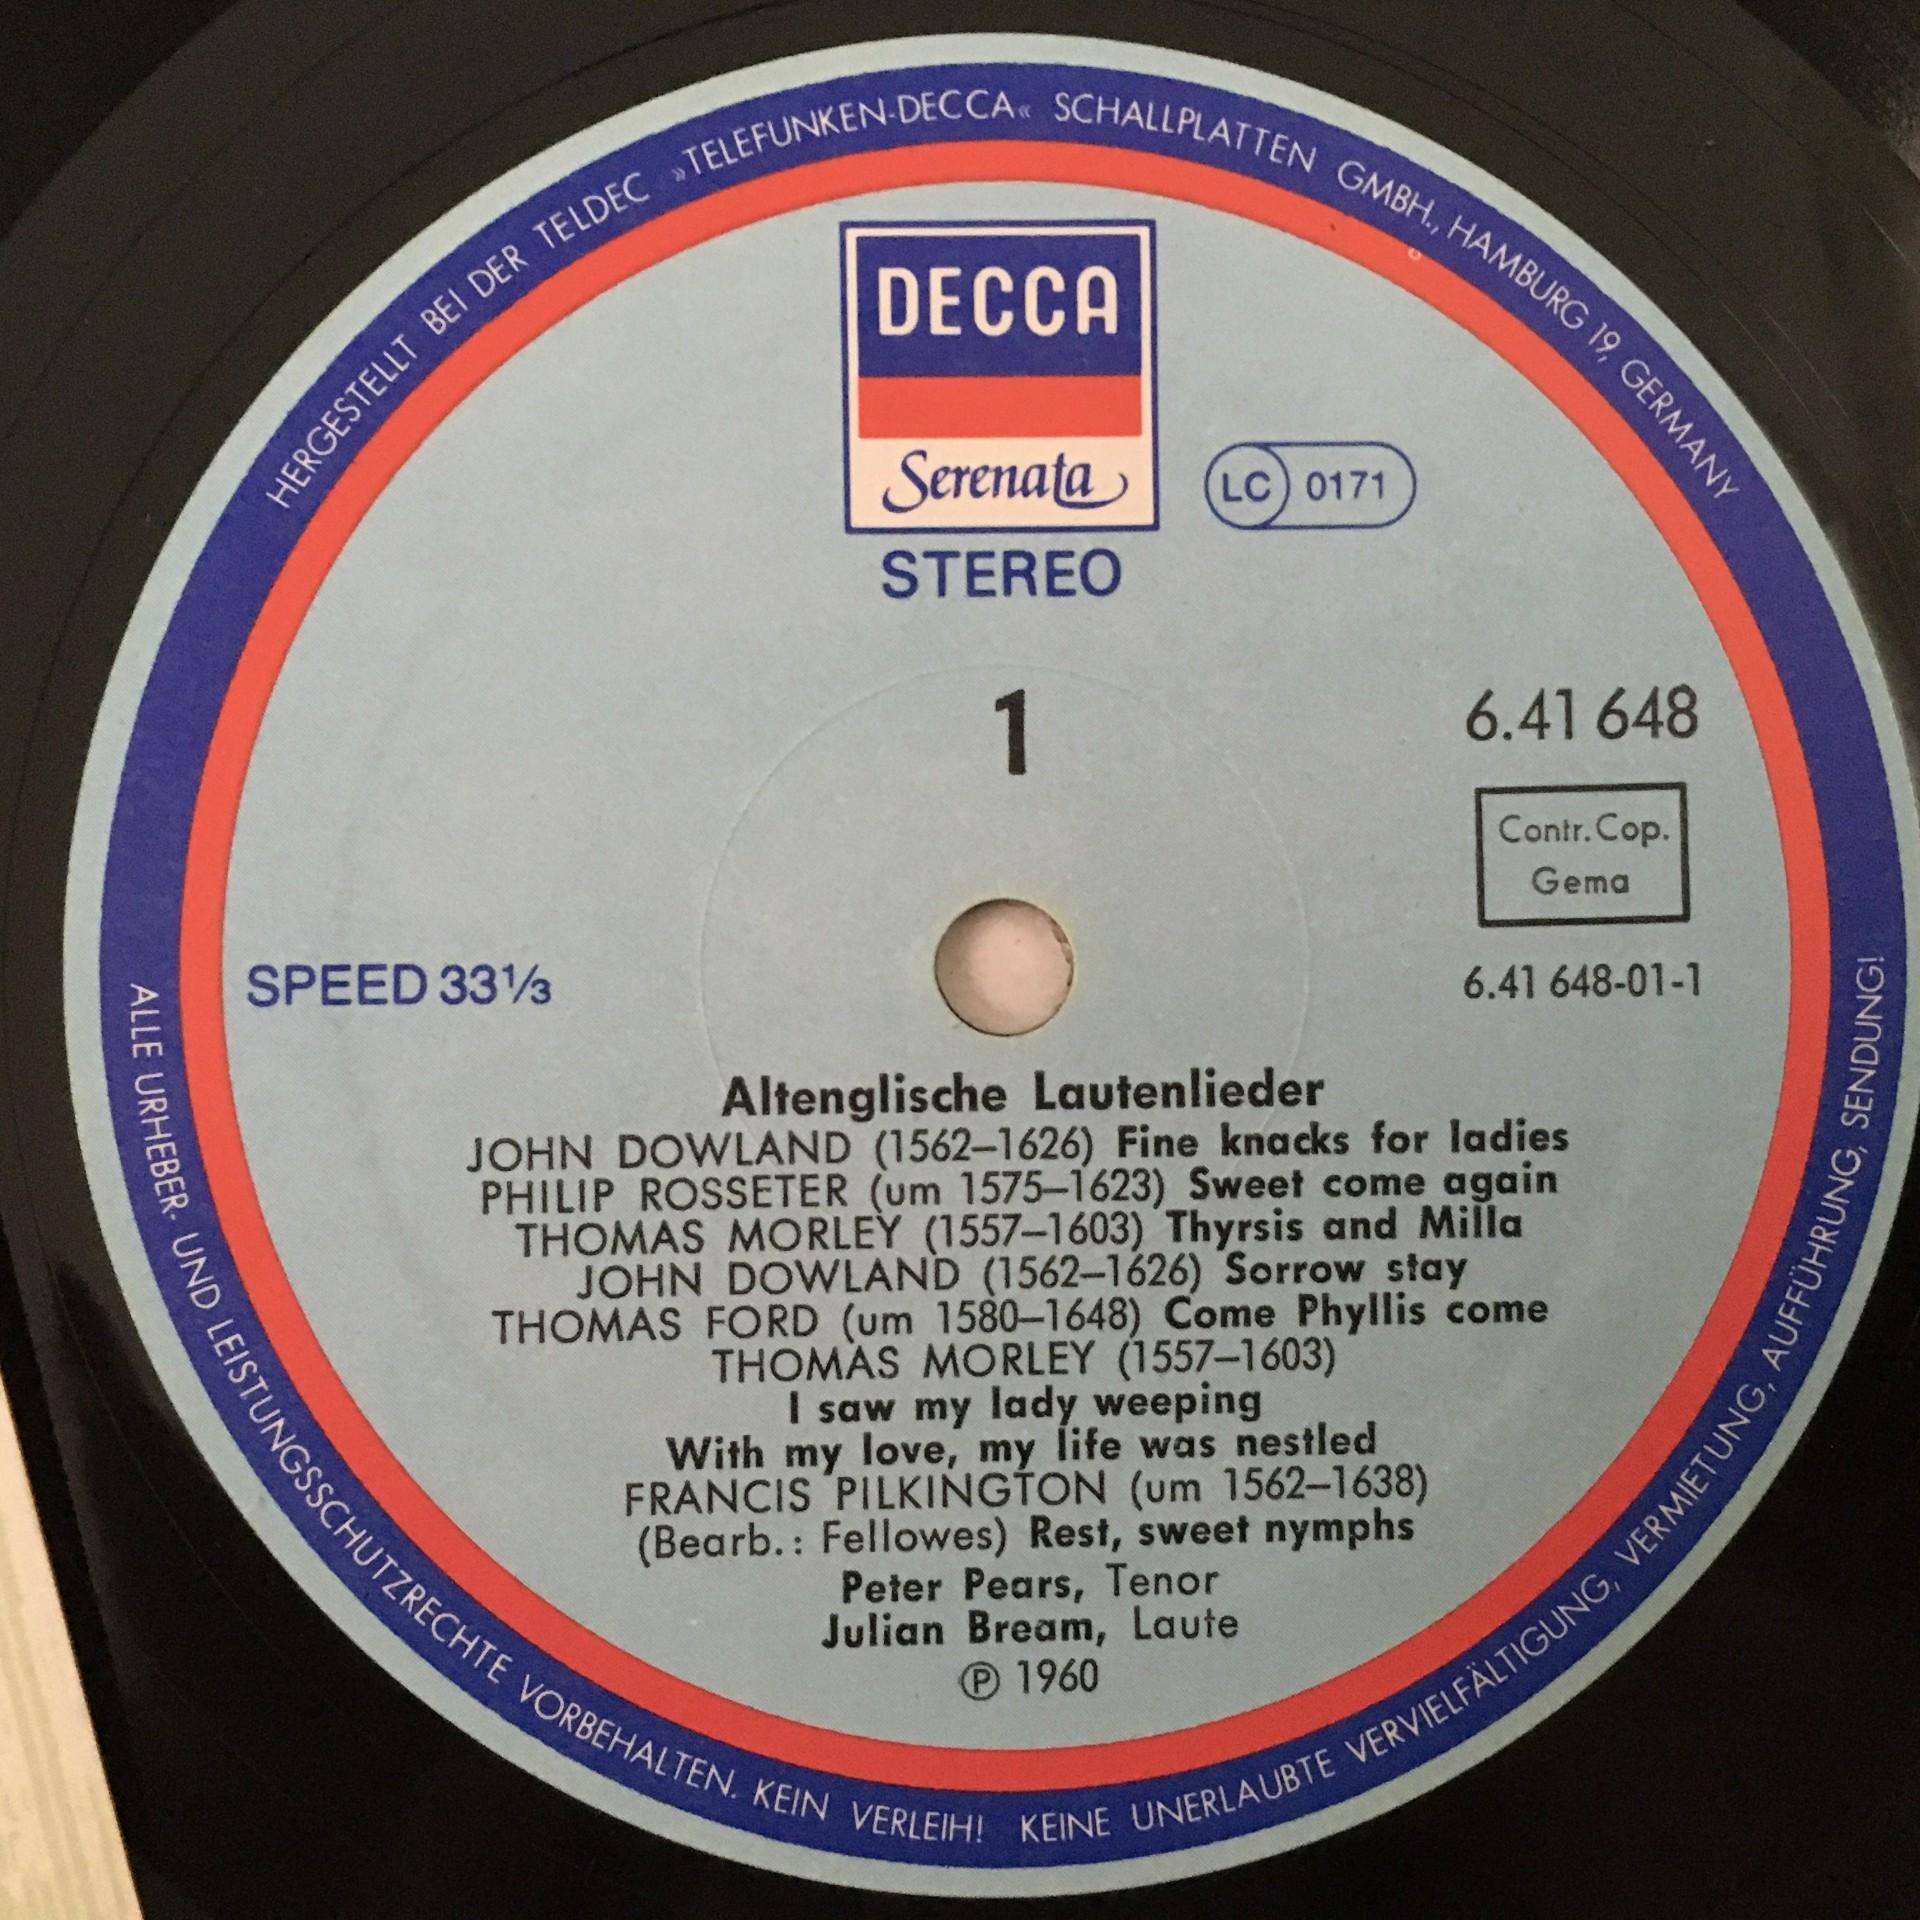 HERGESTELLT BEI DER TELDEC »TELEFUNKEN-DECCA« SCHALLPLATTEN GMBH., HAMBURG 19, GERMANY
DECCA
Serenata
LC 0171
STEREO
1
6.41 648
Contr. Cop.
Gema
SPEED 33⅓
6.41 648-01-1
Altenglische Lautenlieder
JOHN DOWLAND (1562–1626) Fine knacks for ladies
PHILIP ROSSETER (um 1575–1623) Sweet come again
THOMAS MORLEY (1557–1603) Thyrsis and Milla
JOHN DOWLAND (1562–1626) Sorrow stay
THOMAS FORD (um 1580–1648) Come Phyllis come
THOMAS MORLEY (1557–1603)
I saw my lady weeping
With my love, my life was nestled
FRANCIS PILKINGTON (um 1562–1638)
(Bearb.: Fellowes) Rest, sweet nymphs
Peter Pears, Tenor
Julian Bream, Laute
℗ 1960
ALLE URHEBER- UND LEISTUNGSSCHUTZRECHTE VORBEHALTEN. KEIN VERLEIH! KEINE UNERLAUBTE VERVIELFÄLTIGUNG, VERMIETUNG, AUFFÜHRUNG, SENDUNG!